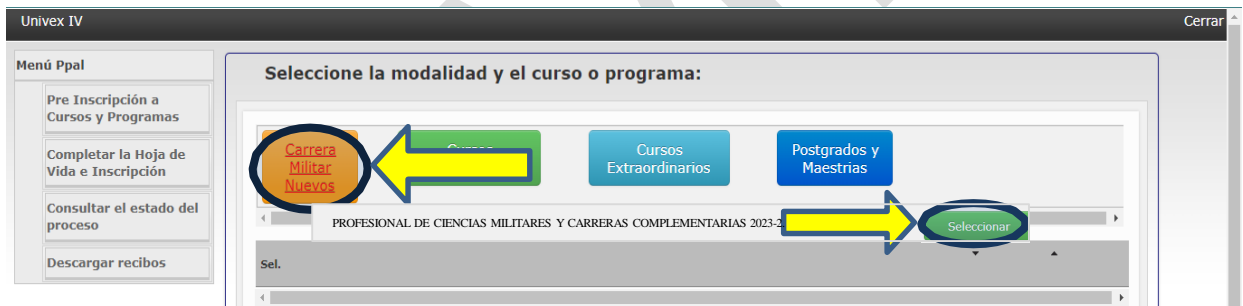 Univex IV
Cerrar
Menú Ppal
Pre Inscripción a
Cursos y Programas
Completar la Hoja de
Vida e Inscripción
Consultar el estado del
proceso
Descargar recibos
Seleccione la modalidad y el curso o programa:
Carrera
Militar
Nuevos
Cursos
Extraordinarios
Postgrados y
Maestrias
PROFESIONAL DE CIENCIAS MILITARES Y CARRERAS COMPLEMENTARIAS 2023-2
Seleccionar
Sel.